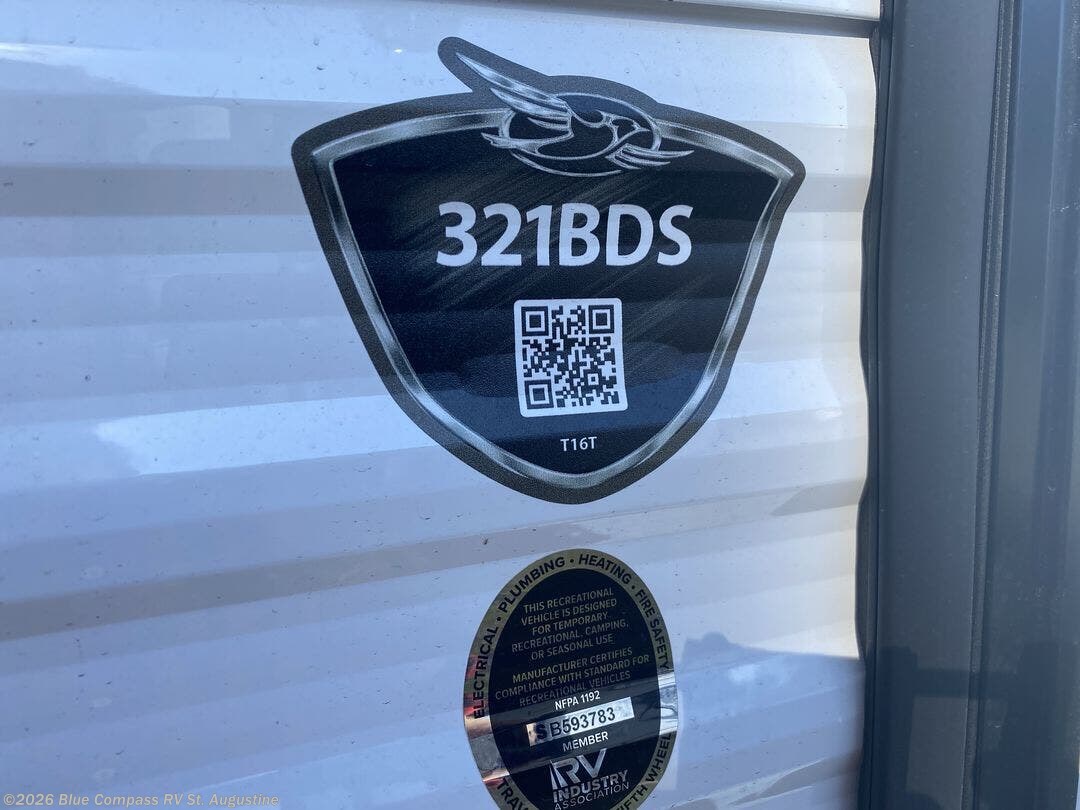 321BDS
T16T
ELECTRICAL • PLUMBING • HEATING • FIRE SAFETY
THIS RECREATIONAL
VEHICLE IS DESIGNED
FOR TEMPORARY
RECREATIONAL, CAMPING,
OR SEASONAL USE
MANUFACTURER CERTIFIES
COMPLIANCE WITH STANDARD FOR
RECREATIONAL VEHICLES
NFPA 1192
SB593783
MEMBER
RV
INDUSTRY
ASSOCIATION
FIFTH WHEEL
©2026 Blue Compass RV St. Augustine